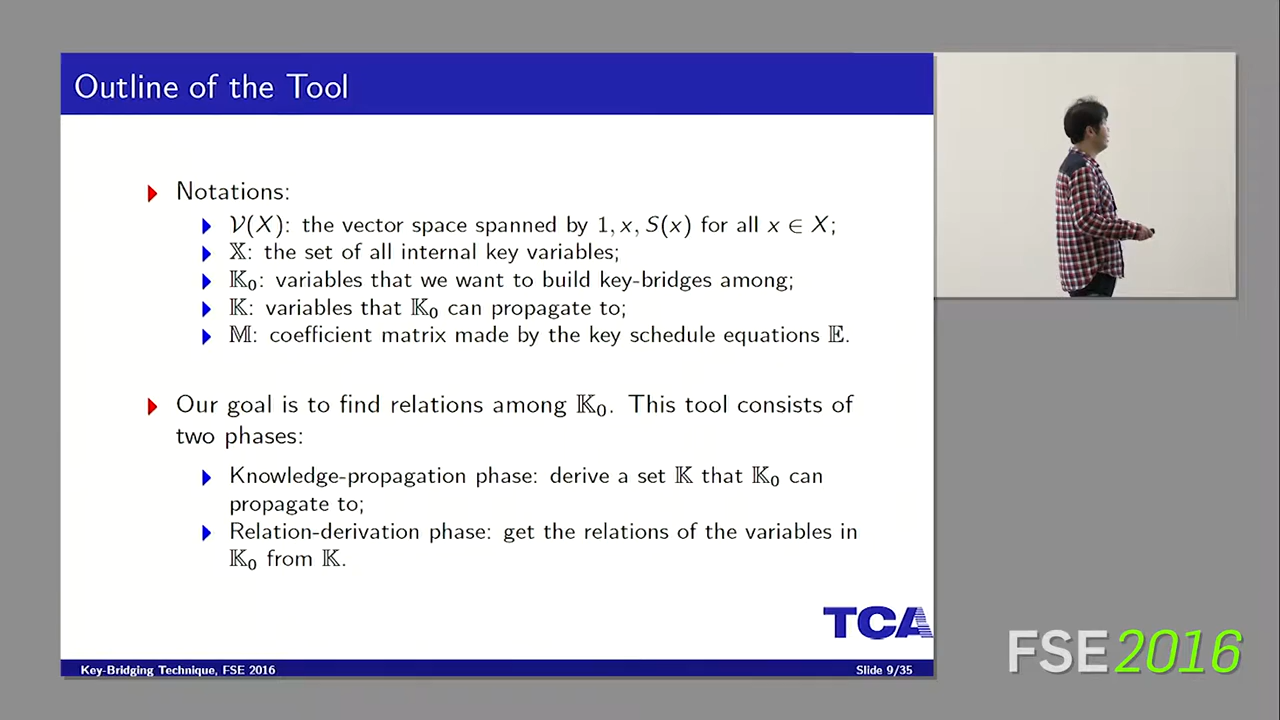 Outline of the Tool
Notations:
𝒱(X): the vector space spanned by 1, x, S(x) for all x ∈ X;
𝕏: the set of all internal key variables;
𝕂₀: variables that we want to build key-bridges among;
𝕂: variables that 𝕂₀ can propagate to;
𝕄: coefficient matrix made by the key schedule equations 𝔼.
Our goal is to find relations among 𝕂₀. This tool consists of
two phases:
Knowledge-propagation phase: derive a set 𝕂 that 𝕂₀ can
propagate to;
Relation-derivation phase: get the relations of the variables in
𝕂₀ from 𝕂.
TCA
Key-Bridging Technique, FSE 2016
Slide 9/35
FSE2016